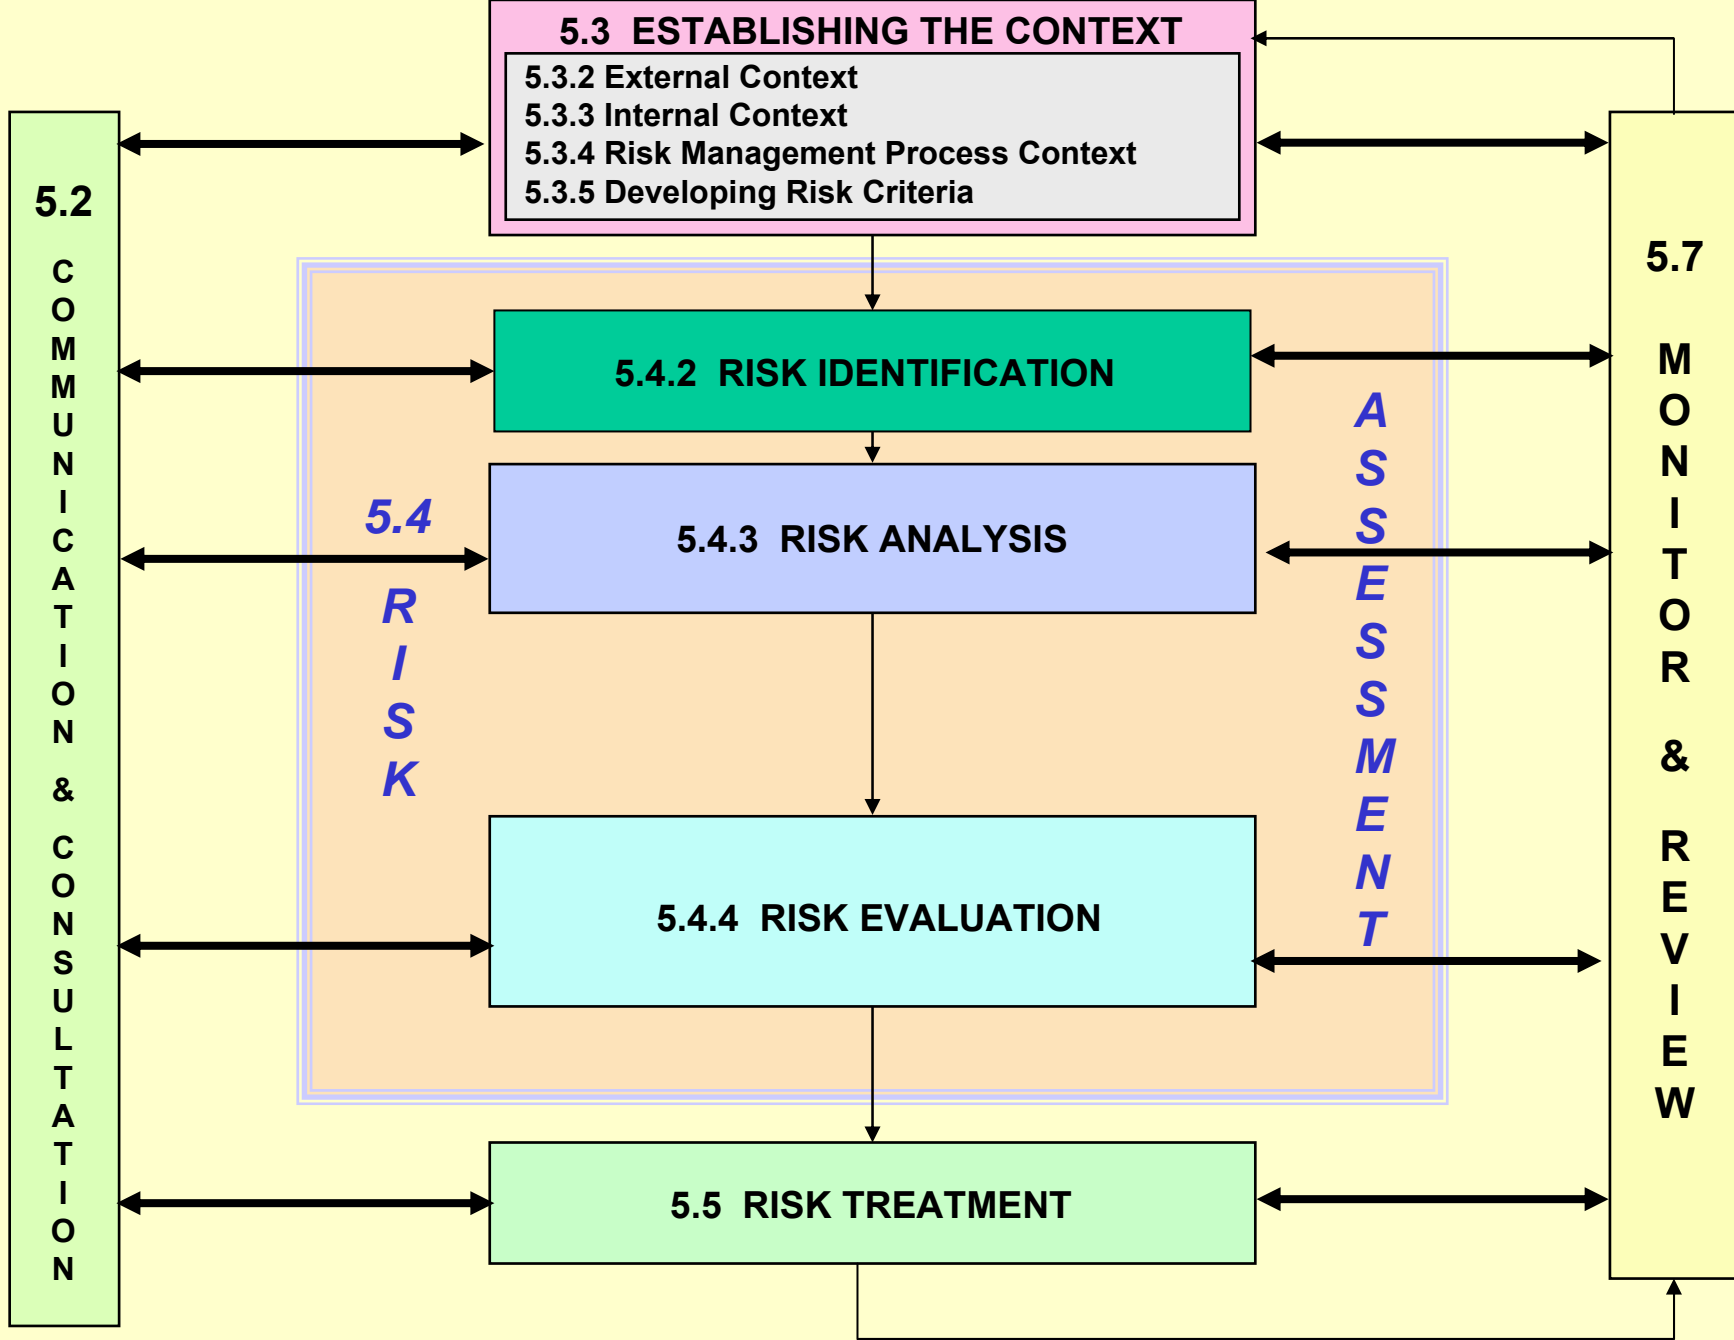 5.3 ESTABLISHING THE CONTEXT
5.3.2 External Context
5.3.3 Internal Context
5.3.4 Risk Management Process Context
5.3.5 Developing Risk Criteria
5.2
COMMUNICATION
&
CONSULTATION
5.4
RISK
ASSESSMENT
5.4.2 RISK IDENTIFICATION
5.4.3 RISK ANALYSIS
5.4.4 RISK EVALUATION
5.5 RISK TREATMENT
5.7
MONITOR
&
REVIEW